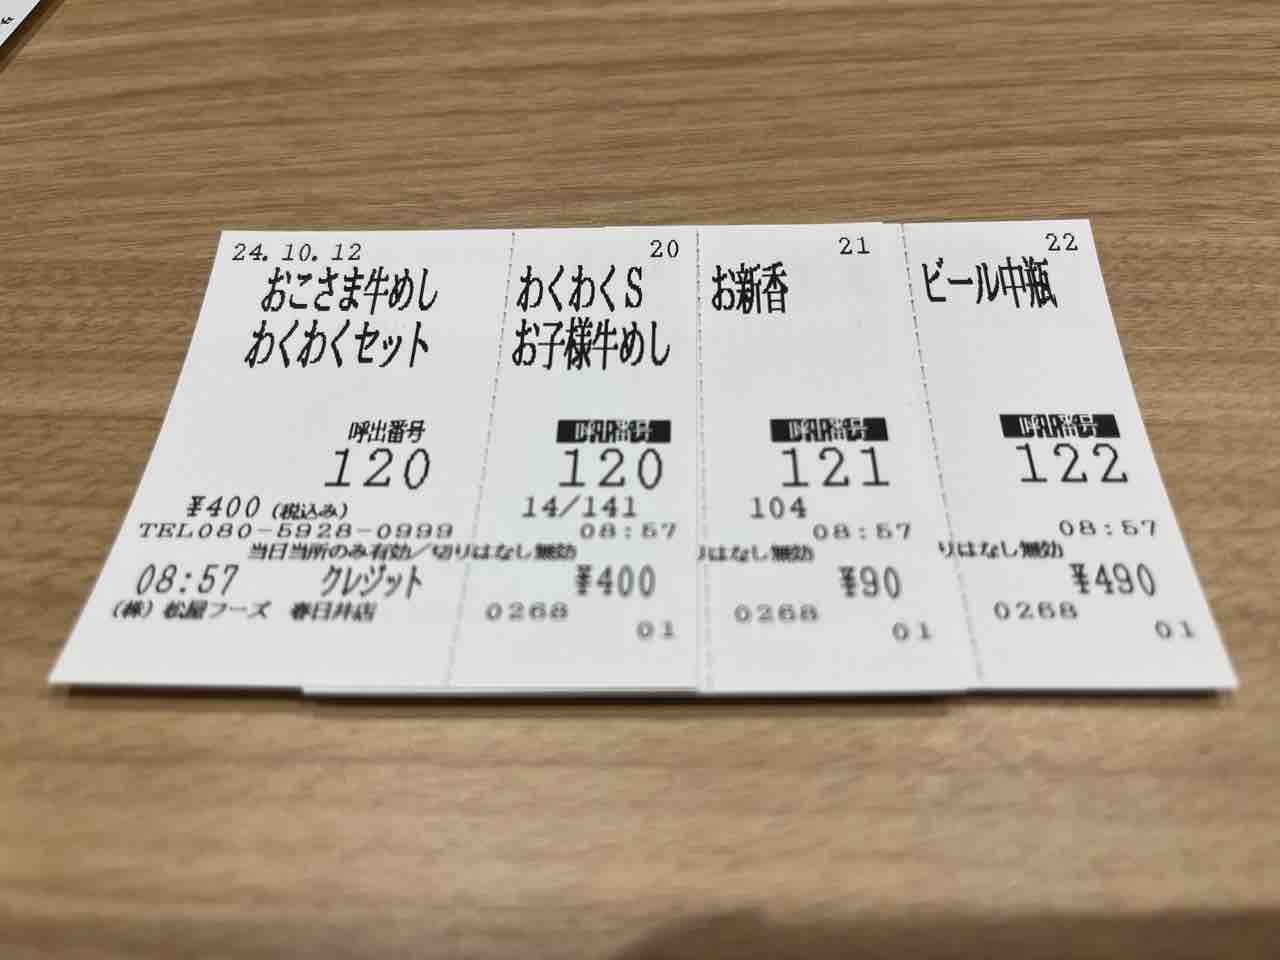 24.10.12
おこさま牛めし
わくわくセット
呼出番号
120
¥400(税込み)
TEL080-5928-0999
当日当所のみ有効/切りはなし無効
08:57 クレジット
(株)松屋フーズ 春日井店
20
わくわくS
お子様牛めし
呼出番号
120
14/141
08:57
¥400
0268
01
21
お新香
呼出番号
121
104
08:57
りはなし無効
¥90
0268
01
22
ビール中瓶
呼出番号
122
08:57
りはなし無効
¥490
0268
01